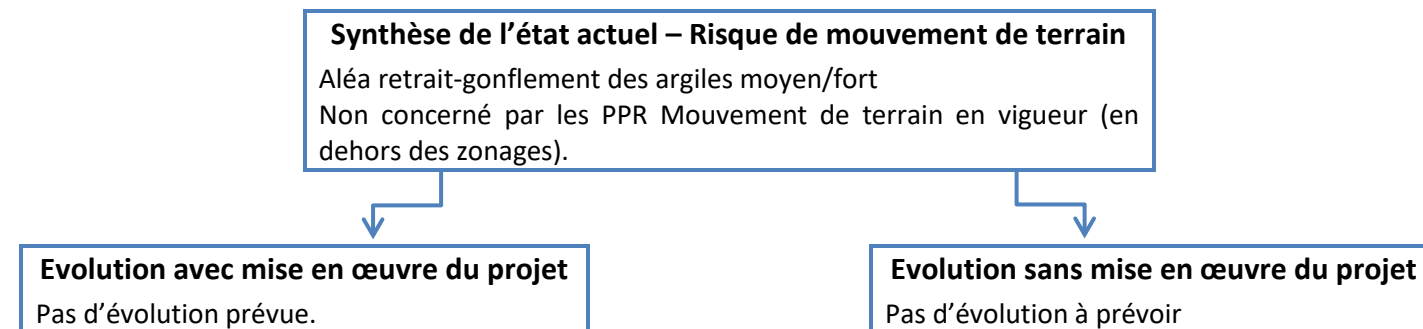 Synthèse de l’état actuel – Risque de mouvement de terrain
Aléa retrait-gonflement des argiles moyen/fort
Non concerné par les PPR Mouvement de terrain en vigueur (en
dehors des zonages).
Evolution avec mise en œuvre du projet
Pas d’évolution prévue.
Evolution sans mise en œuvre du projet
Pas d’évolution à prévoir